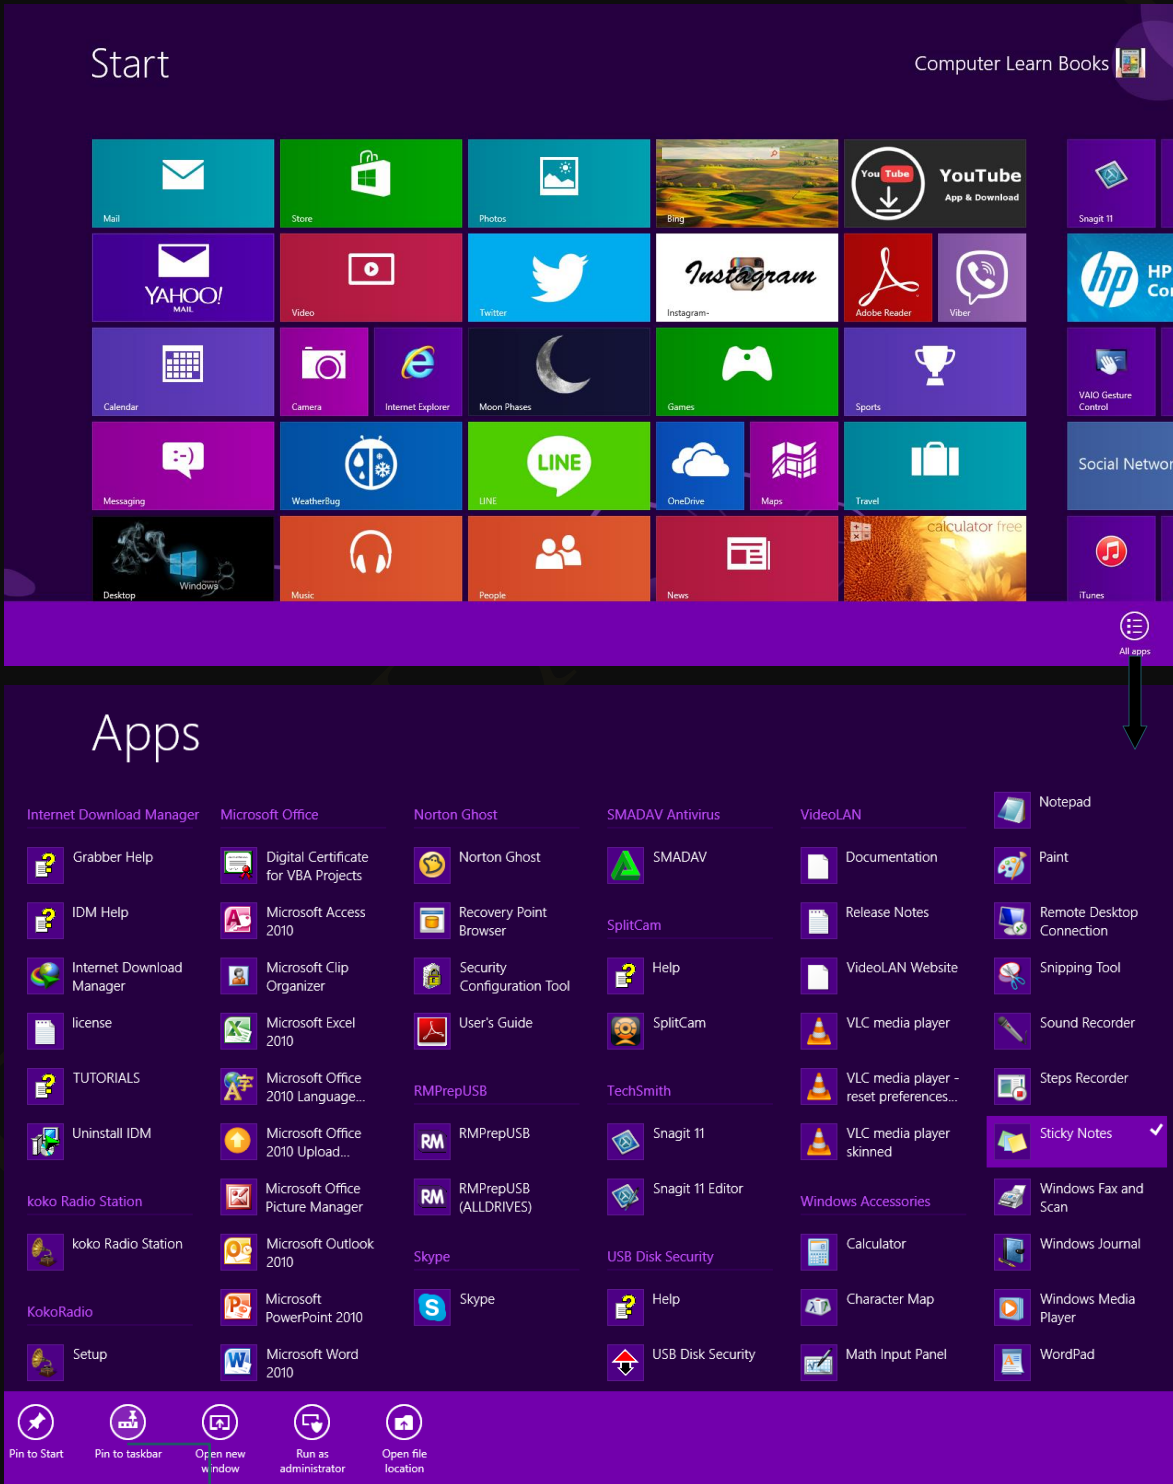 Start
Computer Learn Books
Mail
Store
Photos
Bing
You Tube
YouTube
App & Download
Snagit 11
YAHOO!
MAIL
Video
Twitter
Instagram
Instagram-
Adobe Reader
Viber
hp
HP
Co
Calendar
Camera
Internet Explorer
Moon Phases
Games
Sports
VAIO Gesture
Control
:-)
Messaging
WeatherBug
LINE
LINE
OneDrive
Maps
Travel
Social Networ
Windows 8
Desktop
Music
People
News
calculator free
iTunes
All apps
Apps
Internet Download Manager
Grabber Help
IDM Help
Internet Download
Manager
license
TUTORIALS
Uninstall IDM
koko Radio Station
koko Radio Station
KokoRadio
Setup
Microsoft Office
Digital Certificate
for VBA Projects
Microsoft Access
2010
Microsoft Clip
Organizer
Microsoft Excel
2010
Microsoft Office
2010 Language...
Microsoft Office
2010 Upload...
Microsoft Office
Picture Manager
Microsoft Outlook
2010
Microsoft
PowerPoint 2010
Microsoft Word
2010
Norton Ghost
Norton Ghost
Recovery Point
Browser
Security
Configuration Tool
User's Guide
RMPrepUSB
RM
RMPrepUSB
RM
RMPrepUSB
(ALLDRIVES)
Skype
Skype
SMADAV Antivirus
SMADAV
SplitCam
Help
SplitCam
TechSmith
Snagit 11
Snagit 11 Editor
USB Disk Security
Help
USB Disk Security
VideoLAN
Documentation
Release Notes
VideoLAN Website
VLC media player
VLC media player -
reset preferences...
VLC media player
skinned
Windows Accessories
Calculator
Character Map
Math Input Panel
Notepad
Paint
Remote Desktop
Connection
Snipping Tool
Sound Recorder
Steps Recorder
Sticky Notes
Windows Fax and
Scan
Windows Journal
Windows Media
Player
WordPad
Pin to Start
Pin to taskbar
Open new
window
Run as
administrator
Open file
location